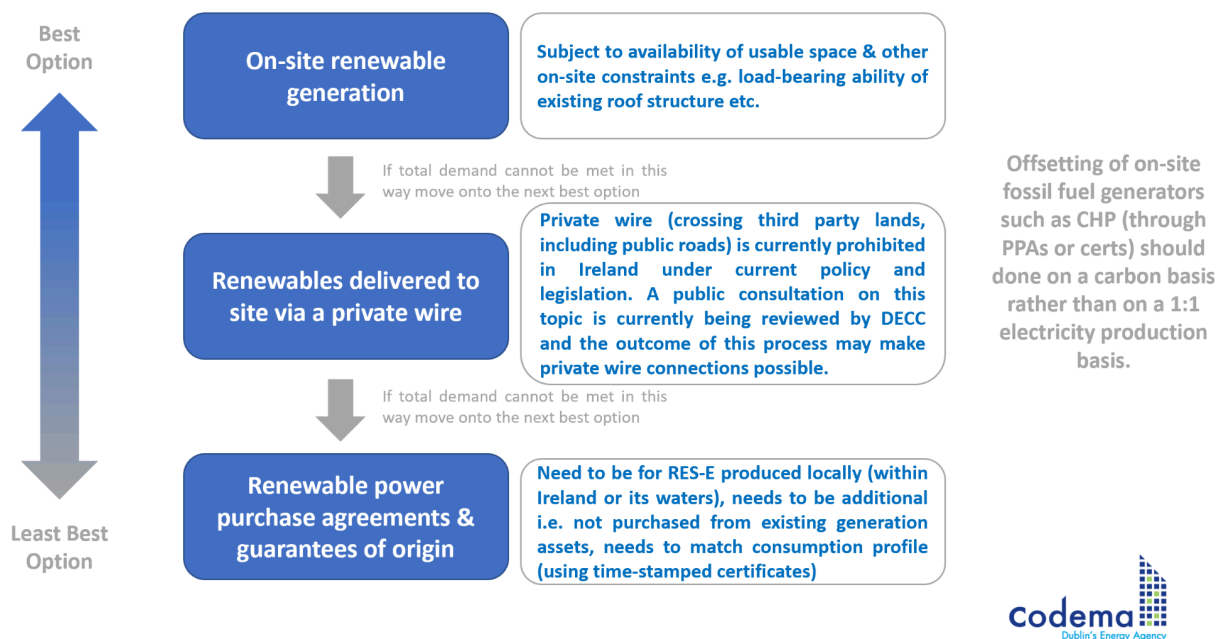 Best
Option
On-site renewable
generation
Subject to availability of usable space & other
on-site constraints e.g. load-bearing ability of
existing roof structure etc.
If total demand cannot be met in this
way move onto the next best option
Renewables delivered to
site via a private wire
Private wire (crossing third party lands,
including public roads) is currently prohibited
in Ireland under current policy and
legislation. A public consultation on this
topic is currently being reviewed by DECC
and the outcome of this process may make
private wire connections possible.
Offsetting of on-site
fossil fuel generators
such as CHP (through
PPAs or certs) should
done on a carbon basis
rather than on a 1:1
electricity production
basis.
If total demand cannot be met in this
way move onto the next best option
Renewable power
purchase agreements &
guarantees of origin
Need to be for RES-E produced locally (within
Ireland or its waters), needs to be additional
i.e. not purchased from existing generation
assets, needs to match consumption profile
(using time-stamped certificates)
Least Best
Option
codema
Dublin's Energy Agency